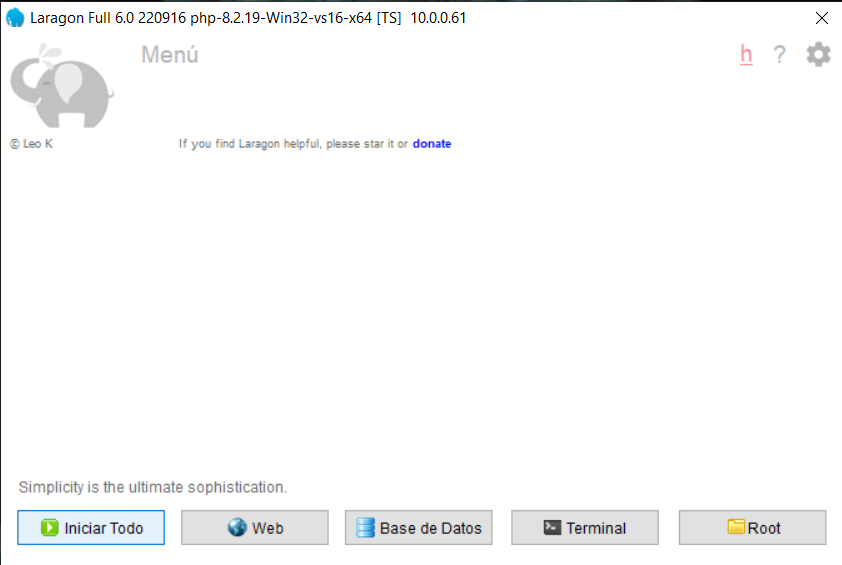 Laragon Full 6.0 220916 php-8.2.19-Win32-vs16-x64 [TS] 10.0.0.61
Menú
h ?
© Leo K
If you find Laragon helpful, please star it or donate
Simplicity is the ultimate sophistication.
Iniciar Todo Web Base de Datos Terminal Root